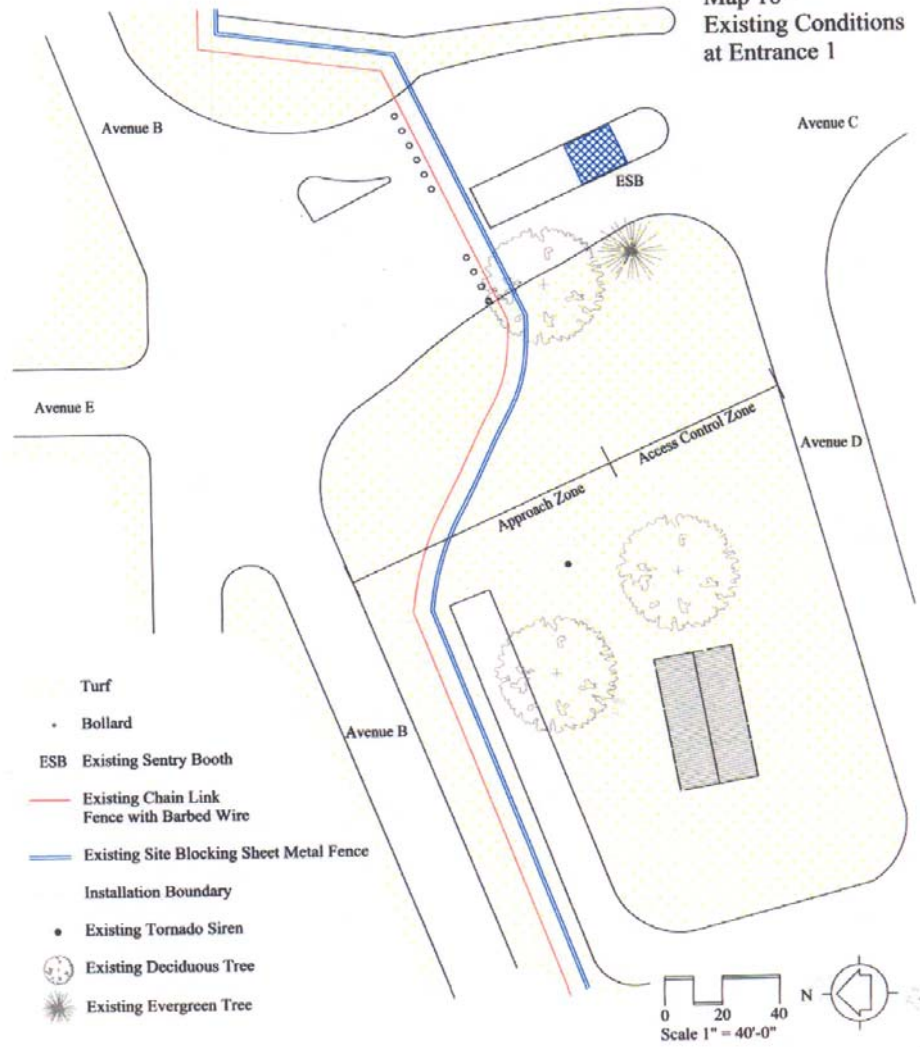 Existing Conditions
at Entrance 1
Avenue B
Avenue C
ESB
Avenue E
Access Control Zone
Avenue D
Approach Zone
Avenue B
Turf
Bollard
ESB Existing Sentry Booth
Existing Chain Link
Fence with Barbed Wire
Existing Site Blocking Sheet Metal Fence
Installation Boundary
Existing Tornado Siren
Existing Deciduous Tree
Existing Evergreen Tree
0 20 40
Scale 1" = 40'-0"
N